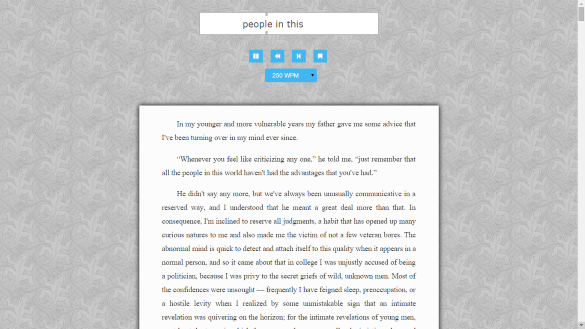 people in this
250 WPM
In my younger and more vulnerable years my father gave me some advice that
I've been turning over in my mind ever since.
“Whenever you feel like criticizing any one,” he told me, “just remember that
all the people in this world haven't had the advantages that you've had.”
He didn't say any more, but we've always been unusually communicative in a
reserved way, and I understood that he meant a great deal more than that. In
consequence, I'm inclined to reserve all judgments, a habit that has opened up many
curious natures to me and also made me the victim of not a few veteran bores. The
abnormal mind is quick to detect and attach itself to this quality when it appears in a
normal person, and so it came about that in college I was unjustly accused of being
a politician, because I was privy to the secret griefs of wild, unknown men. Most of
the confidences were unsought — frequently I have feigned sleep, preoccupation, or
a hostile levity when I realized by some unmistakable sign that an intimate
revelation was quivering on the horizon; for the intimate revelations of young men,